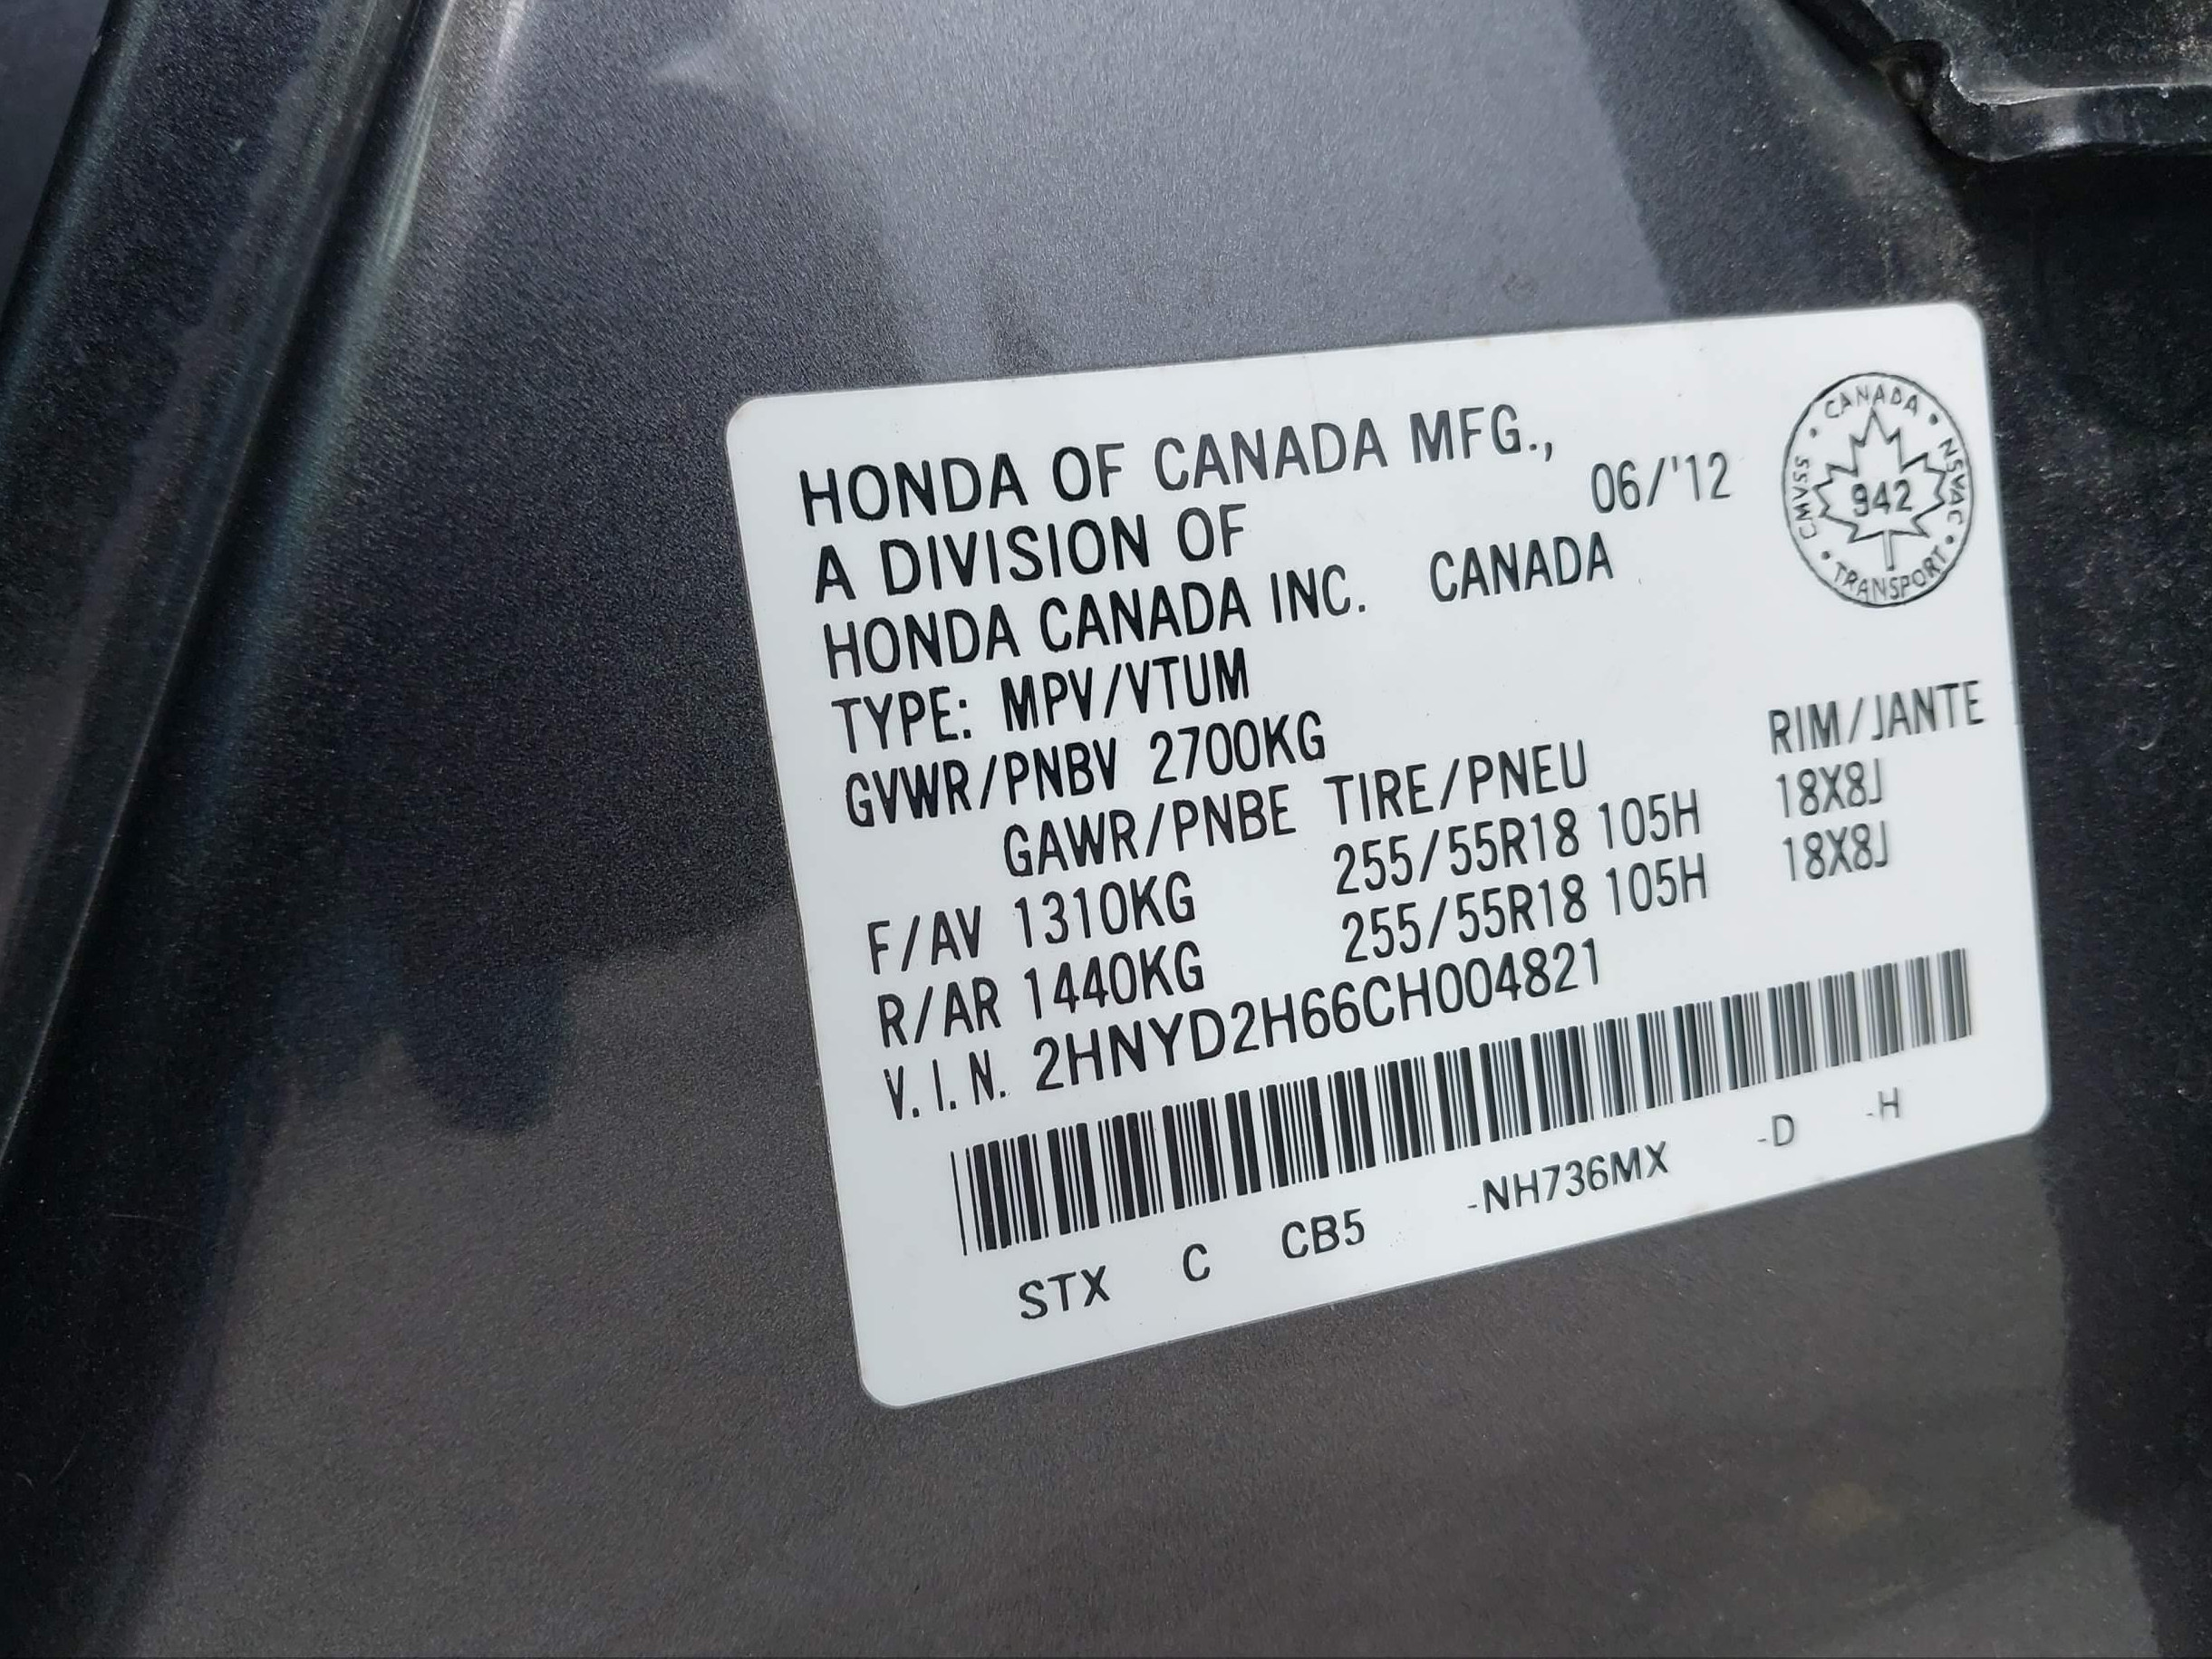 HONDA OF CANADA MFG.,
A DIVISION OF 06/'12
HONDA CANADA INC. CANADA
CANADA • NSVAC • TRANSPORT • CMVSS •
942
TYPE: MPV/VTUM
GVWR/PNBV 2700KG
GAWR/PNBE TIRE/PNEU RIM/JANTE
F/AV 1310KG 255/55R18 105H 18X8J
R/AR 1440KG 255/55R18 105H 18X8J
V.I.N. 2HNYD2H66CH004821
STX C CB5 -NH736MX -D -H